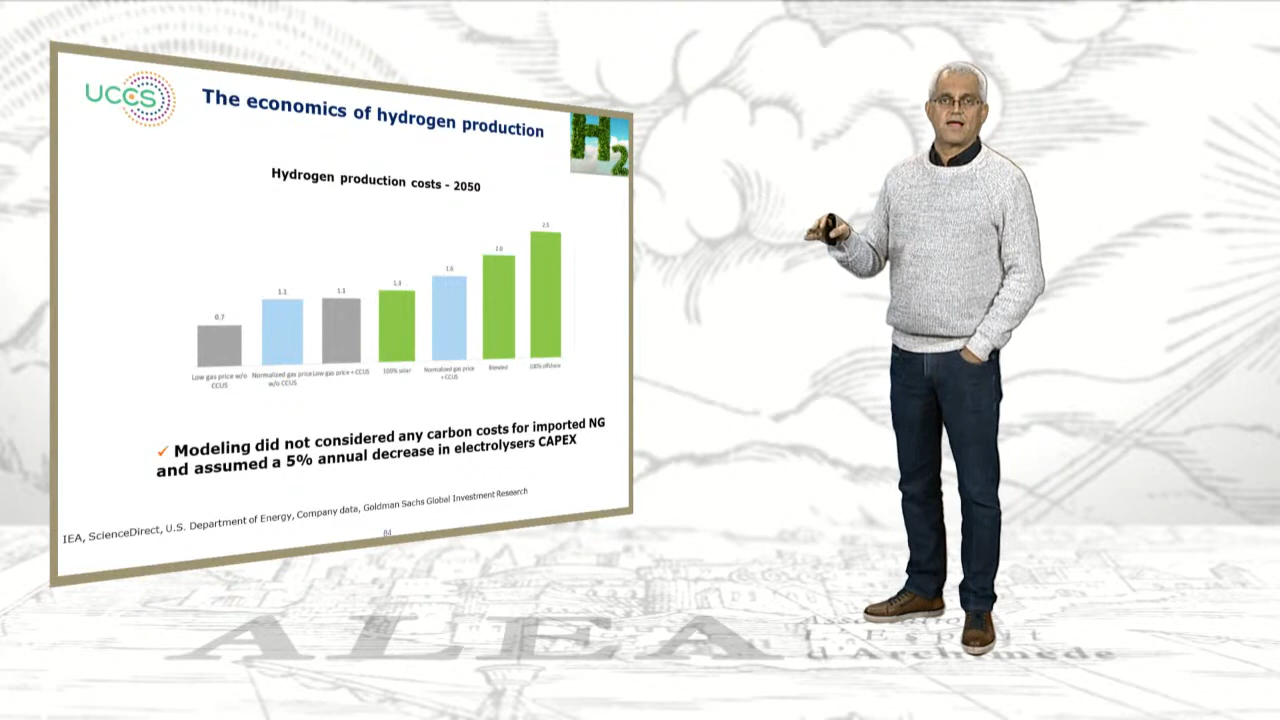 UCCS
The economics of hydrogen production
H2
Hydrogen production costs - 2050
2.5
2.0
1.6
1.3
1.1
1.1
0.7
Low gas price w/o CCUS
Normalized gas price w/o CCUS
Low gas price + CCUS
100% solar
Normalized gas price + CCUS
Blended
100% offshore
✓ Modeling did not considered any carbon costs for imported NG
and assumed a 5% annual decrease in electrolysers CAPEX
IEA, ScienceDirect, U.S. Department of Energy, Company data, Goldman Sachs Global Investment Research
84
ALEA
L'Esprit
d'Archimède